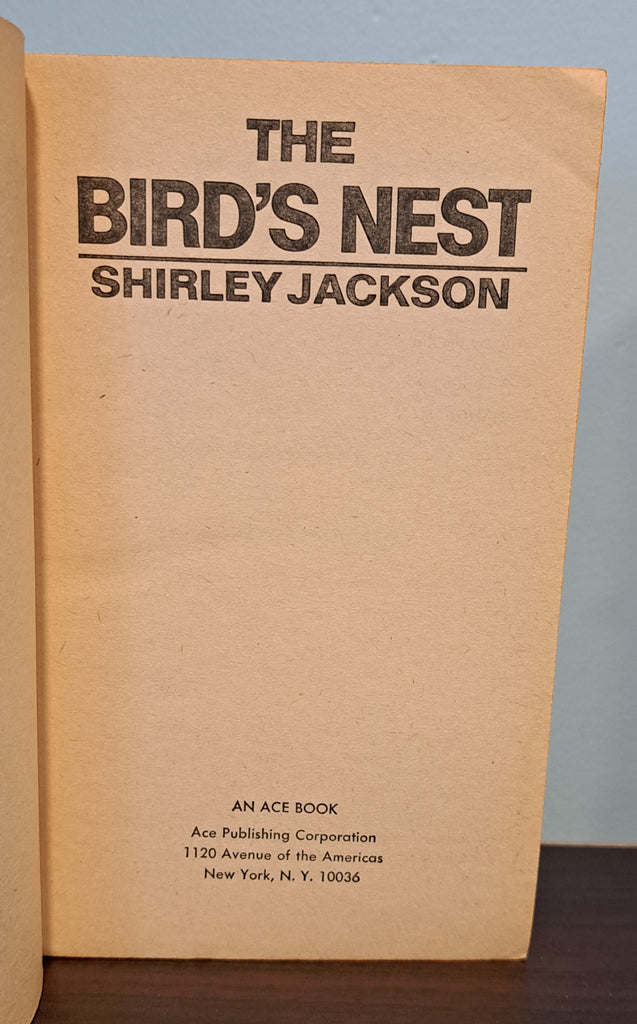 THE
BIRD'S NEST
SHIRLEY JACKSON
AN ACE BOOK
Ace Publishing Corporation
1120 Avenue of the Americas
New York, N. Y. 10036